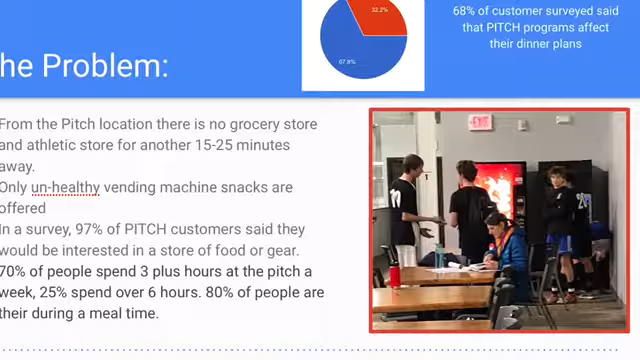 32.2%
67.8%
68% of customer surveyed said
that PITCH programs affect
their dinner plans
he Problem:
From the Pitch location there is no grocery store
and athletic store for another 15-25 minutes
away.
Only un-healthy vending machine snacks are
offered
In a survey, 97% of PITCH customers said they
would be interested in a store of food or gear.
70% of people spend 3 plus hours at the pitch a
week, 25% spend over 6 hours. 80% of people are
their during a meal time.